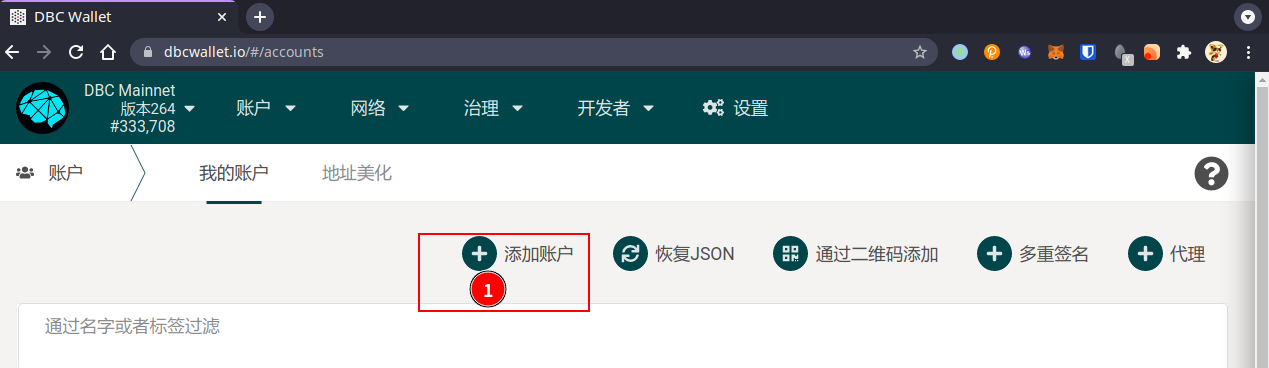 DBC Wallet
dbcwallet.io/#/accounts
DBC Mainnet
版本264
#333,708
账户
网络
治理
开发者
设置
账户
我的账户
地址美化
添加账户
恢复JSON
通过二维码添加
多重签名
代理
1
通过名字或者标签过滤